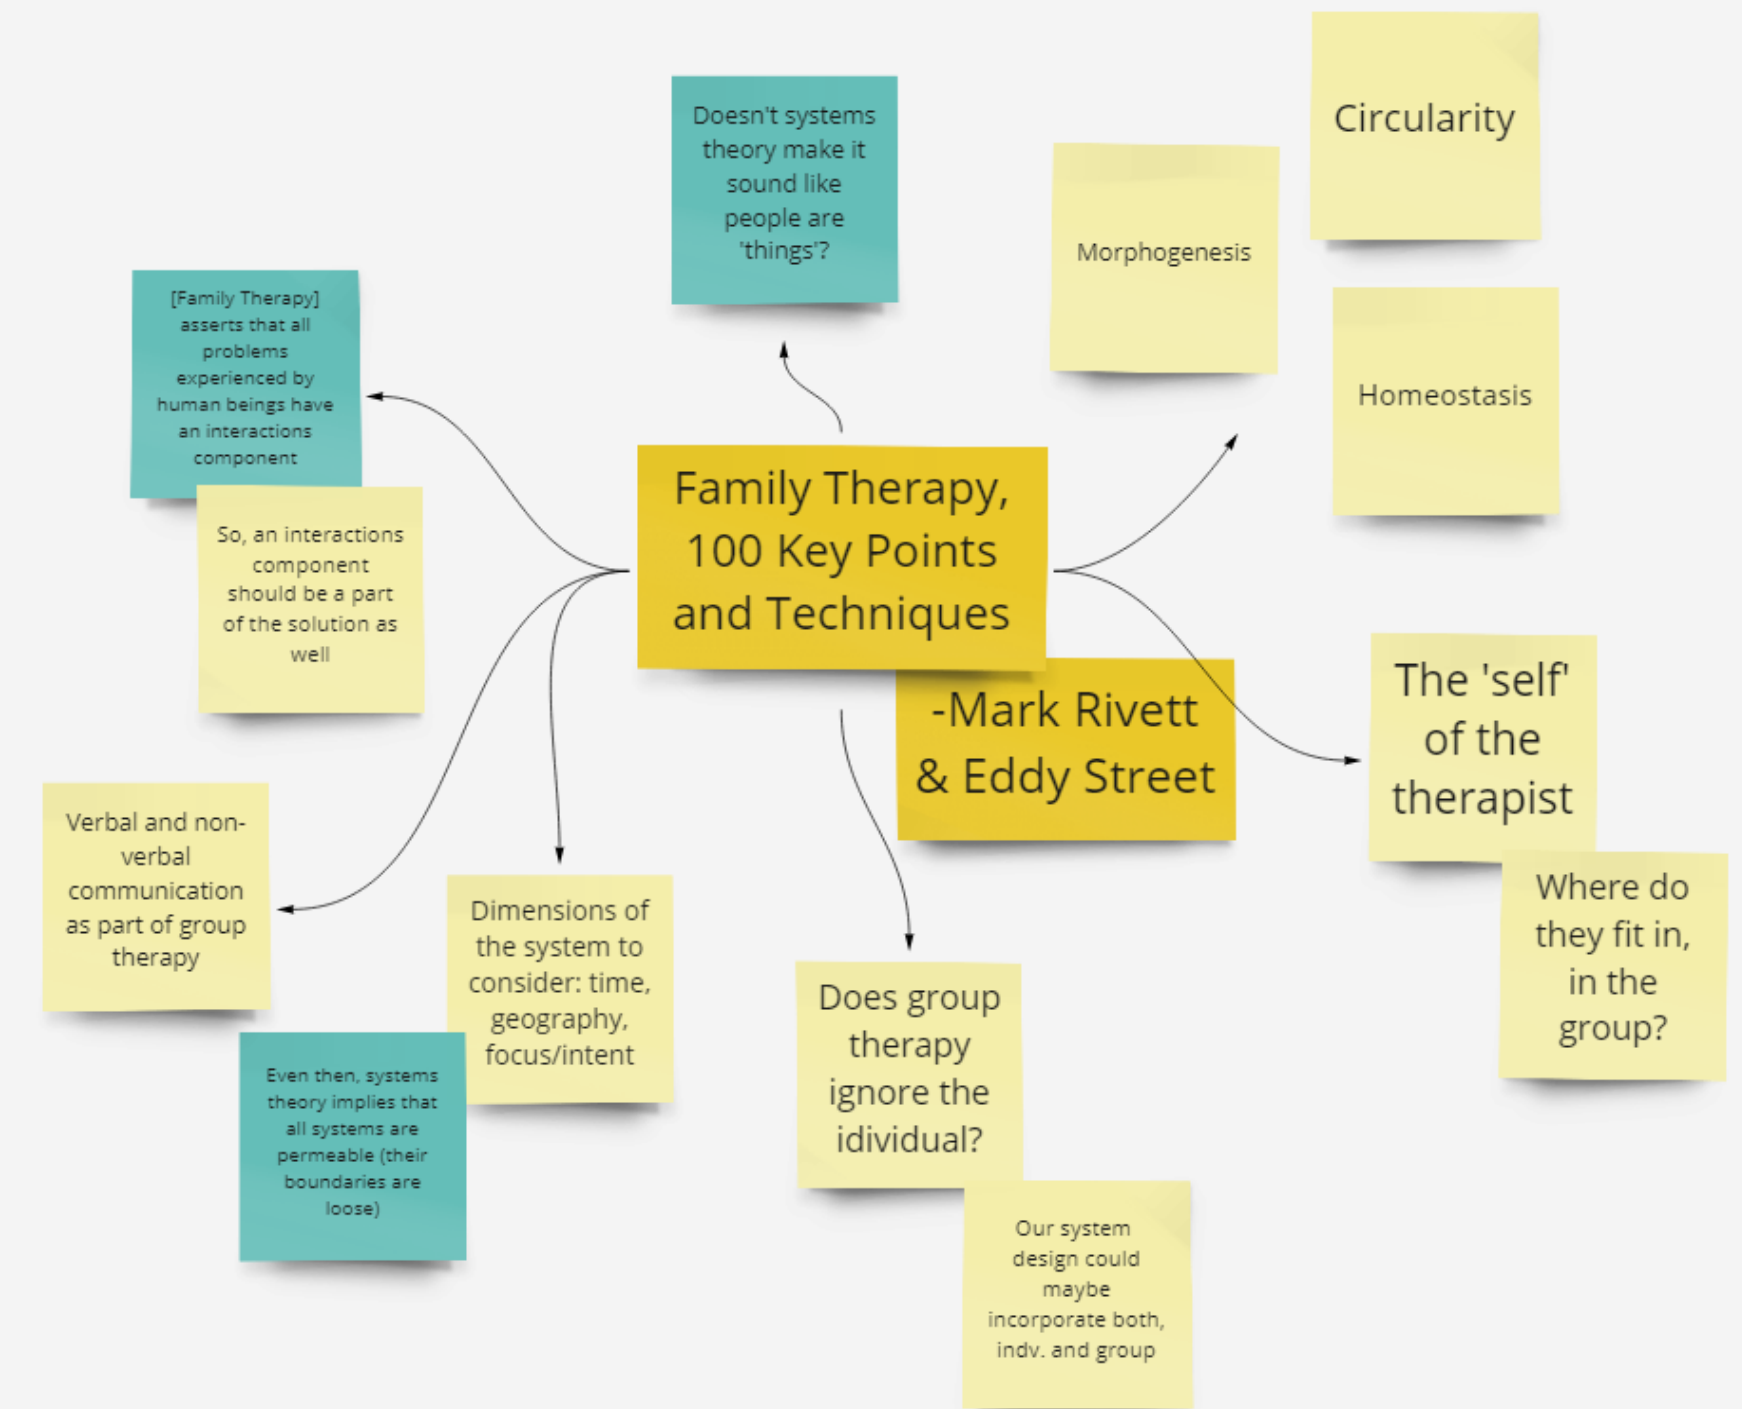 Circularity
Doesn't systems
theory make it
sound like
people are
'things'?
Morphogenesis
Homeostasis
[Family Therapy]
asserts that all
problems
experienced by
human beings have
an interactions
component
So, an interactions
component
should be a part
of the solution as
well
Family Therapy,
100 Key Points
and Techniques
-Mark Rivett
& Eddy Street
The 'self'
of the
therapist
Where do
they fit in,
in the
group?
Verbal and non-
verbal
communication
as part of group
therapy
Dimensions of
the system to
consider: time,
geography,
focus/intent
Even then, systems
theory implies that
all systems are
permeable (their
boundaries are
loose)
Does group
therapy
ignore the
idividual?
Our system
design could
maybe
incorporate both,
indv. and group